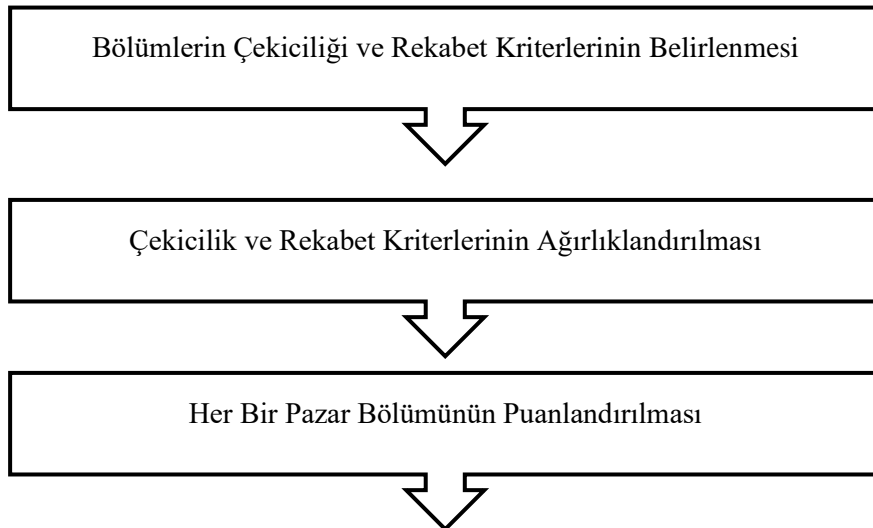 Bölümlerin Çekiciliği ve Rekabet Kriterlerinin Belirlenmesi
Çekicilik ve Rekabet Kriterlerinin Ağırlıklandırılması
Her Bir Pazar Bölümünün Puanlandırılması